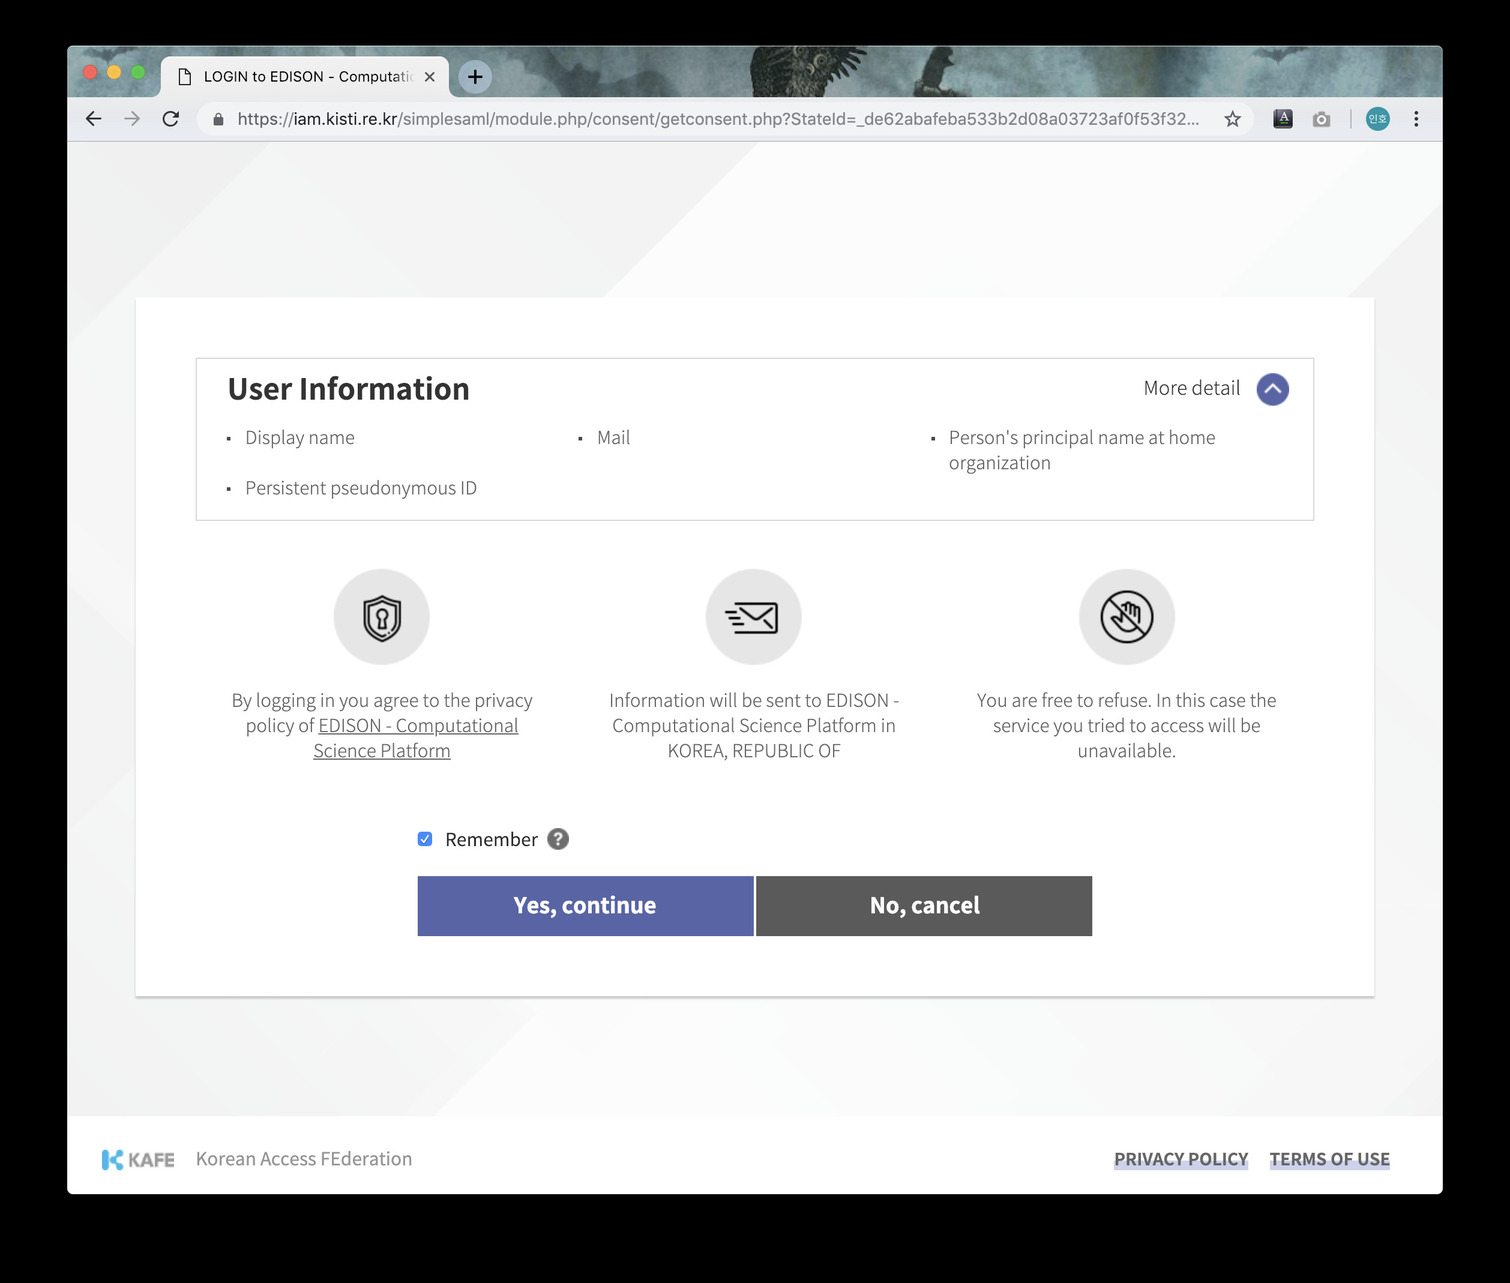 LOGIN to EDISON - Computatio
https://iam.kisti.re.kr/simplesaml/module.php/consent/getconsent.php?StateId=_de62abafeba533b2d08a03723af0f53f32...
A
인호
User Information
More detail
▪ Display name
▪ Mail
▪ Person's principal name at home
organization
▪ Persistent pseudonymous ID
By logging in you agree to the privacy
policy of EDISON - Computational
Science Platform
Information will be sent to EDISON -
Computational Science Platform in
KOREA, REPUBLIC OF
You are free to refuse. In this case the
service you tried to access will be
unavailable.
Remember ?
Yes, continue
No, cancel
KAFE Korean Access FEderation
PRIVACY POLICY TERMS OF USE